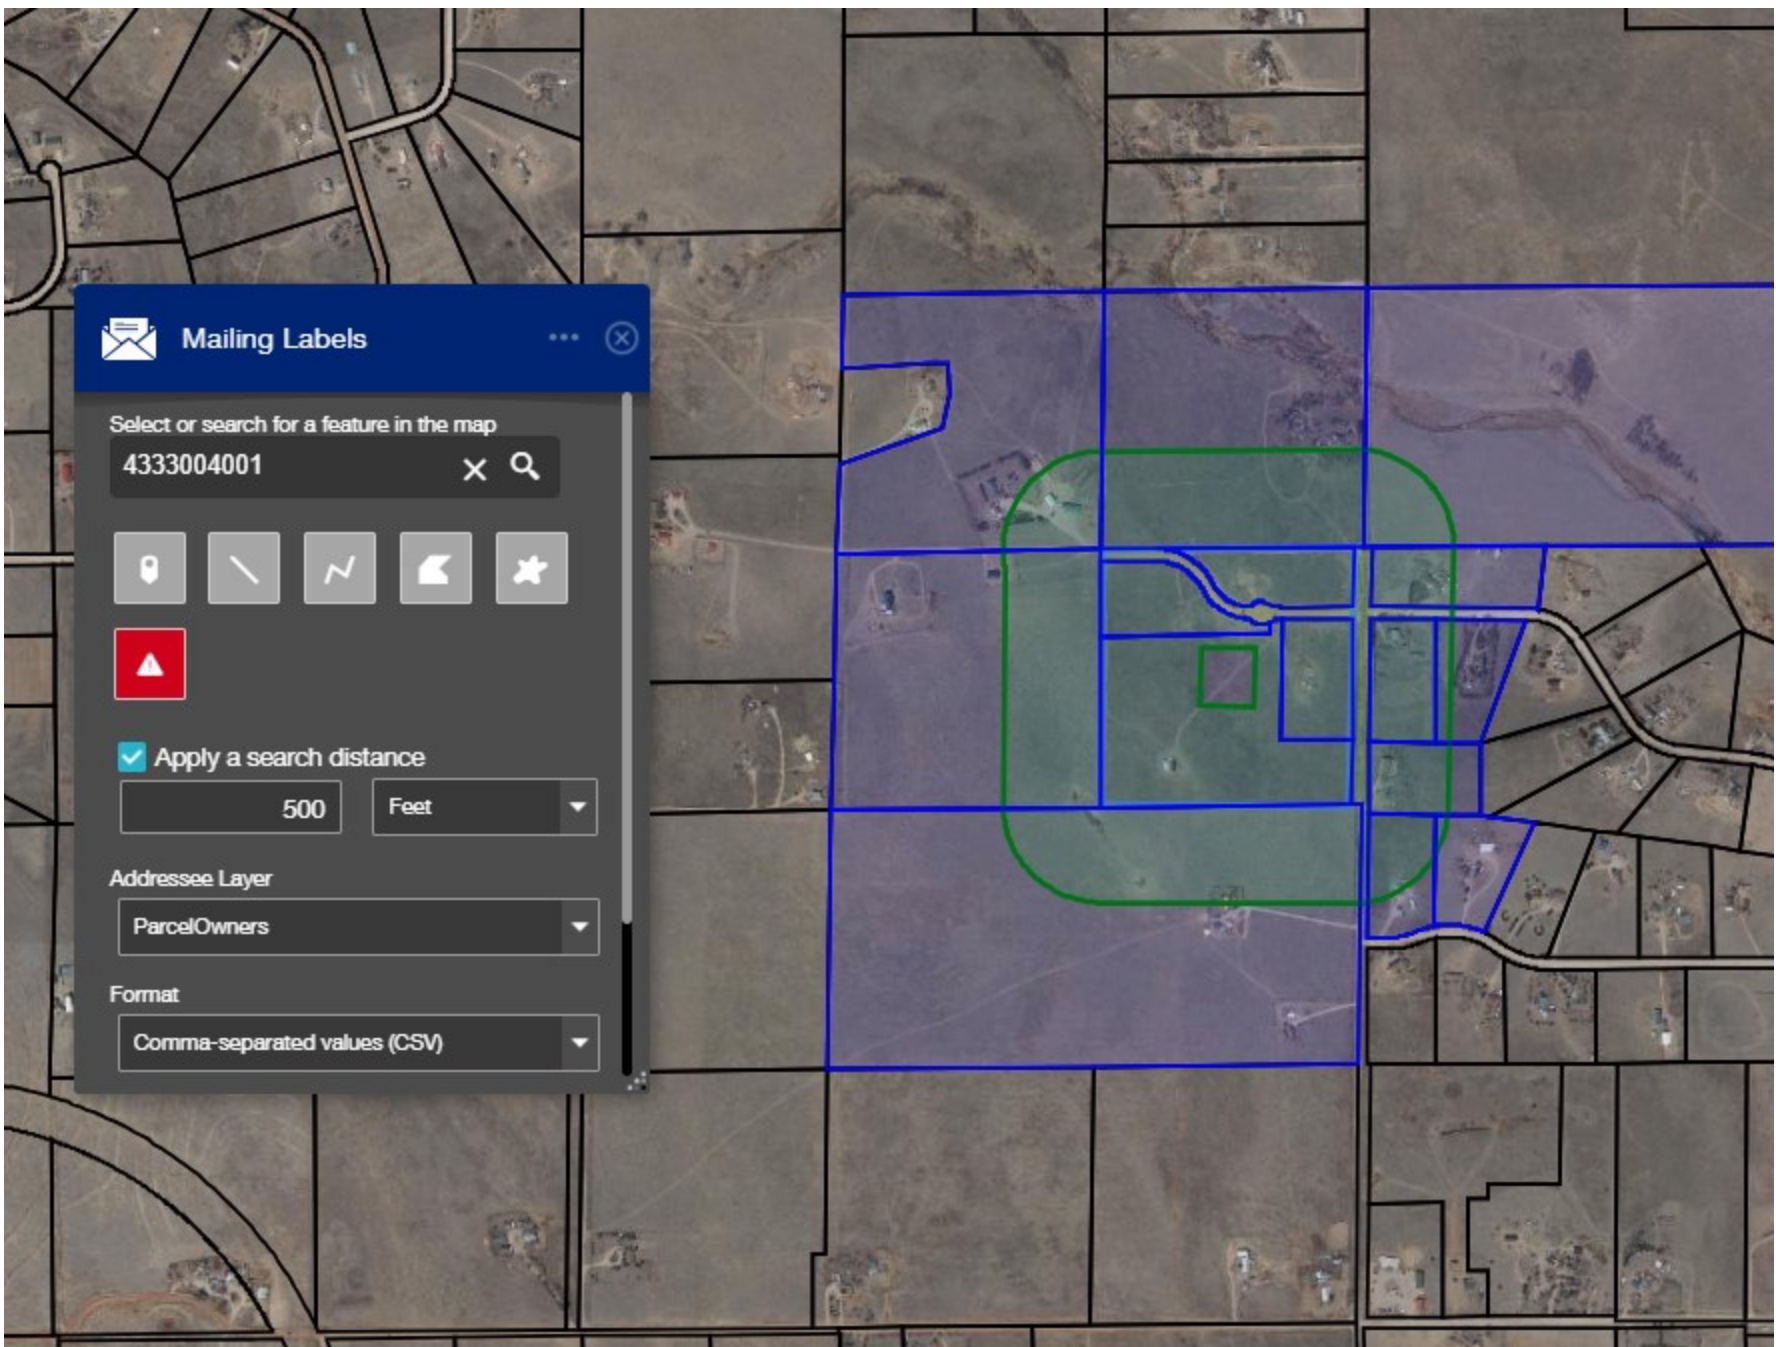 Mailing Labels
Select or search for a feature in the map
4333004001
Apply a search distance
500 Feet
Addressee Layer
ParcelOwners
Format
Comma-separated values (CSV)